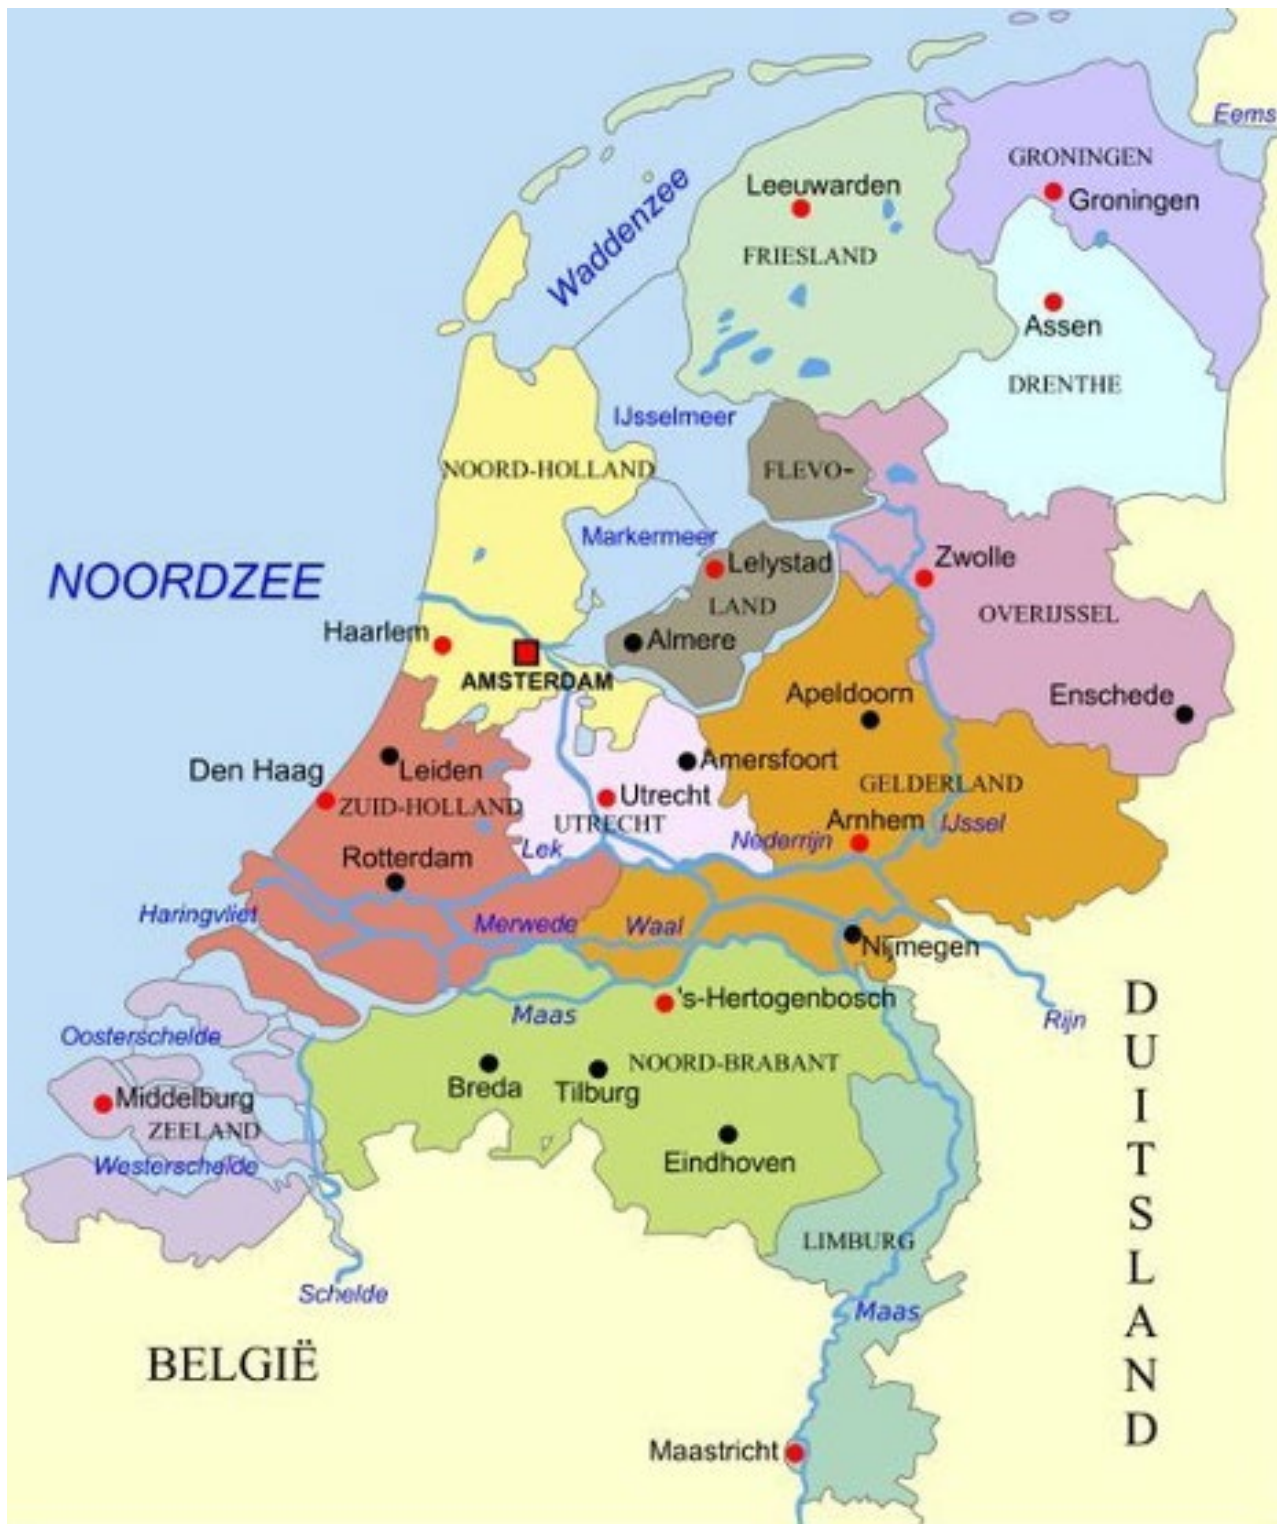 Eems
GRONINGEN
Groningen
Leeuwarden
Waddenzee
FRIESLAND
Assen
DRENTHE
IJsselmeer
NOORD-HOLLAND
FLEVO-
Markermeer
Lelystad
Zwolle
NOORDZEE
LAND
OVERIJSSEL
Haarlem
Almere
AMSTERDAM
Apeldoorn
Enschede
Amersfoort
Den Haag
Leiden
GELDERLAND
Utrecht
ZUID-HOLLAND
UTRECHT
Arnhem
IJssel
Nederrijn
Lek
Rotterdam
Haringvliet
Merwede
Waal
Nijmegen
's-Hertogenbosch
Maas
Rijn
Oosterschelde
NOORD-BRABANT
Breda
Tilburg
Middelburg
ZEELAND
Westerschelde
Eindhoven
LIMBURG
Schelde
Maas
BELGIË
DUITSLAND
Maastricht